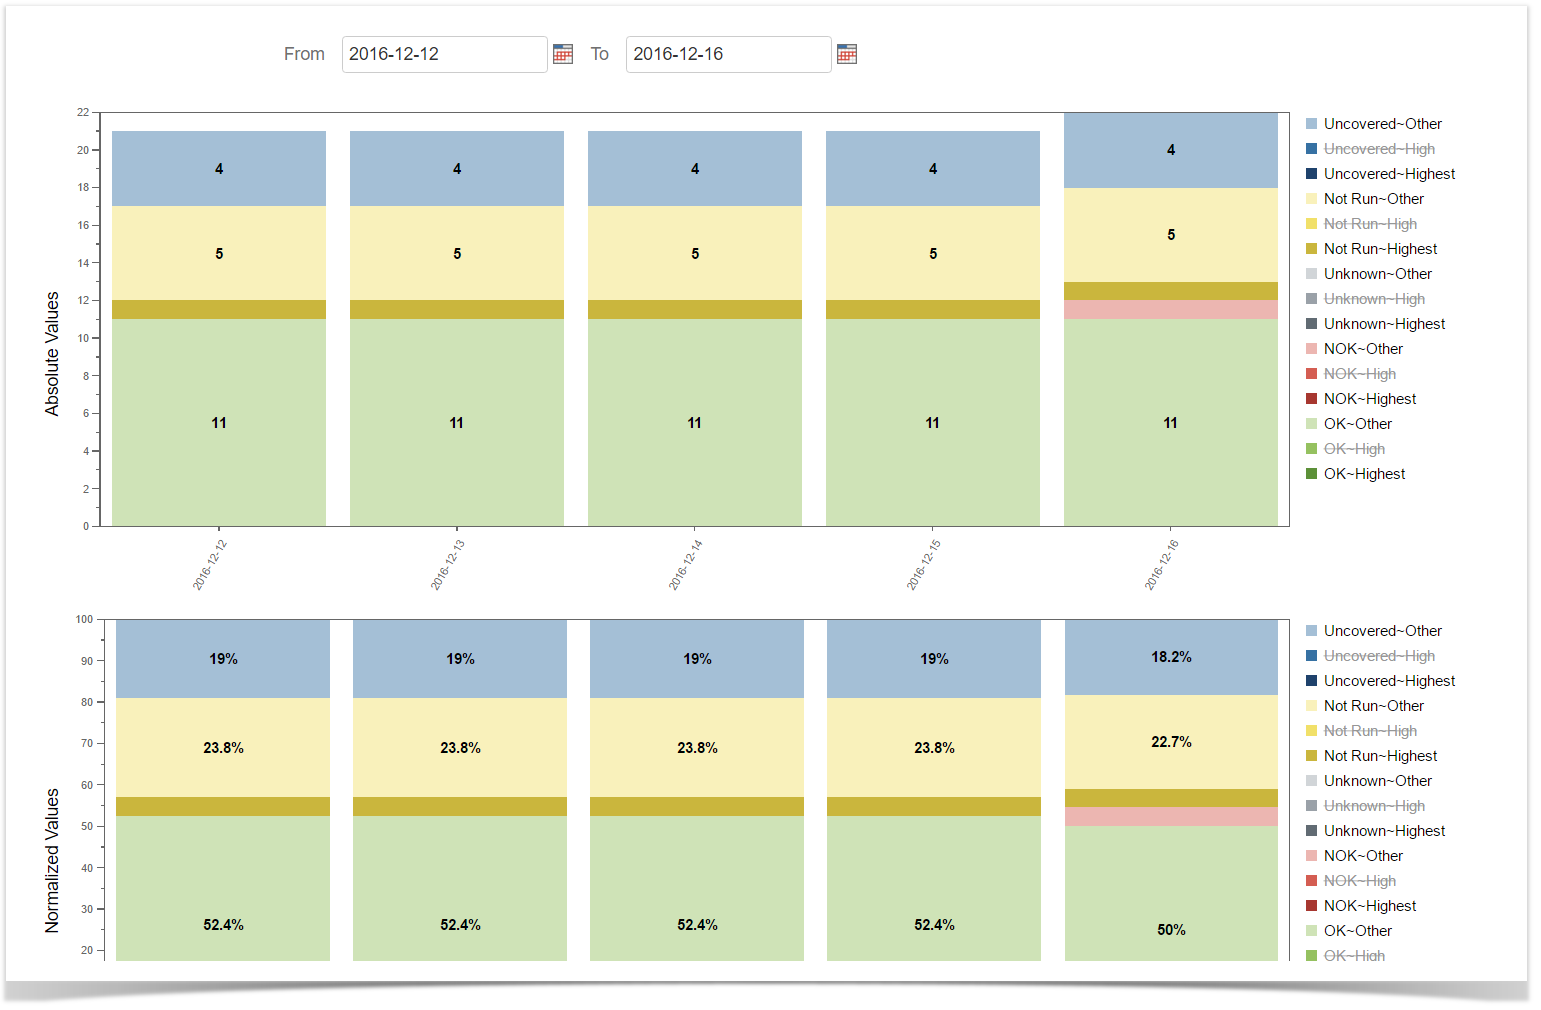 From 2016-12-12 To 2016-12-16
22
20
18
16
14
12
10
8
6
4
2
0
Absolute Values
4 4 4 4 4
5 5 5 5 5
11 11 11 11 11
2016-12-12 2016-12-13 2016-12-14 2016-12-15 2016-12-16
Uncovered~Other
Uncovered~High
Uncovered~Highest
Not Run~Other
Not Run~High
Not Run~Highest
Unknown~Other
Unknown~High
Unknown~Highest
NOK~Other
NOK~High
NOK~Highest
OK~Other
OK~High
OK~Highest
100
90
80
70
60
50
40
30
20
Normalized Values
19% 19% 19% 19% 18.2%
23.8% 23.8% 23.8% 23.8% 22.7%
52.4% 52.4% 52.4% 52.4% 50%
Uncovered~Other
Uncovered~High
Uncovered~Highest
Not Run~Other
Not Run~High
Not Run~Highest
Unknown~Other
Unknown~High
Unknown~Highest
NOK~Other
NOK~High
NOK~Highest
OK~Other
OK~High